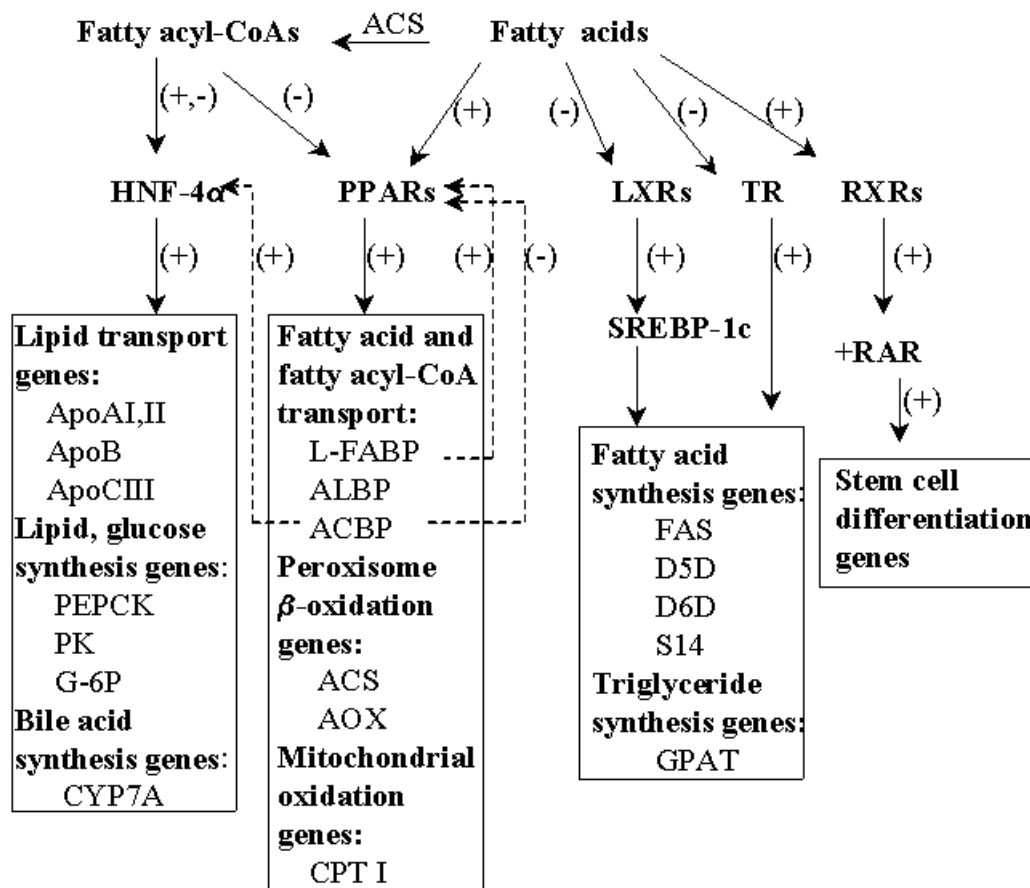 Fatty acyl-CoAs
ACS
Fatty acids
(+,-)
(-)
(+)
(-)
(-)
(+)
HNF-4α
PPARs
LXRs
TR
RXRs
(+)
(+)
(+)
(+)
(-)
(+)
(+)
(+)
Lipid transport
genes:
ApoAI,II
ApoB
ApoCIII
Lipid, glucose
synthesis genes:
PEPCK
PK
G-6P
Bile acid
synthesis genes:
CYP7A
Fatty acid and
fatty acyl-CoA
transport:
L-FABP
ALBP
ACBP
Peroxisome
β-oxidation
genes:
ACS
AOX
Mitochondrial
oxidation
genes:
CPT I
SREBP-1c
Fatty acid
synthesis genes:
FAS
D5D
D6D
S14
Triglyceride
synthesis genes:
GPAT
+RAR
(+)
Stem cell
differentiation
genes